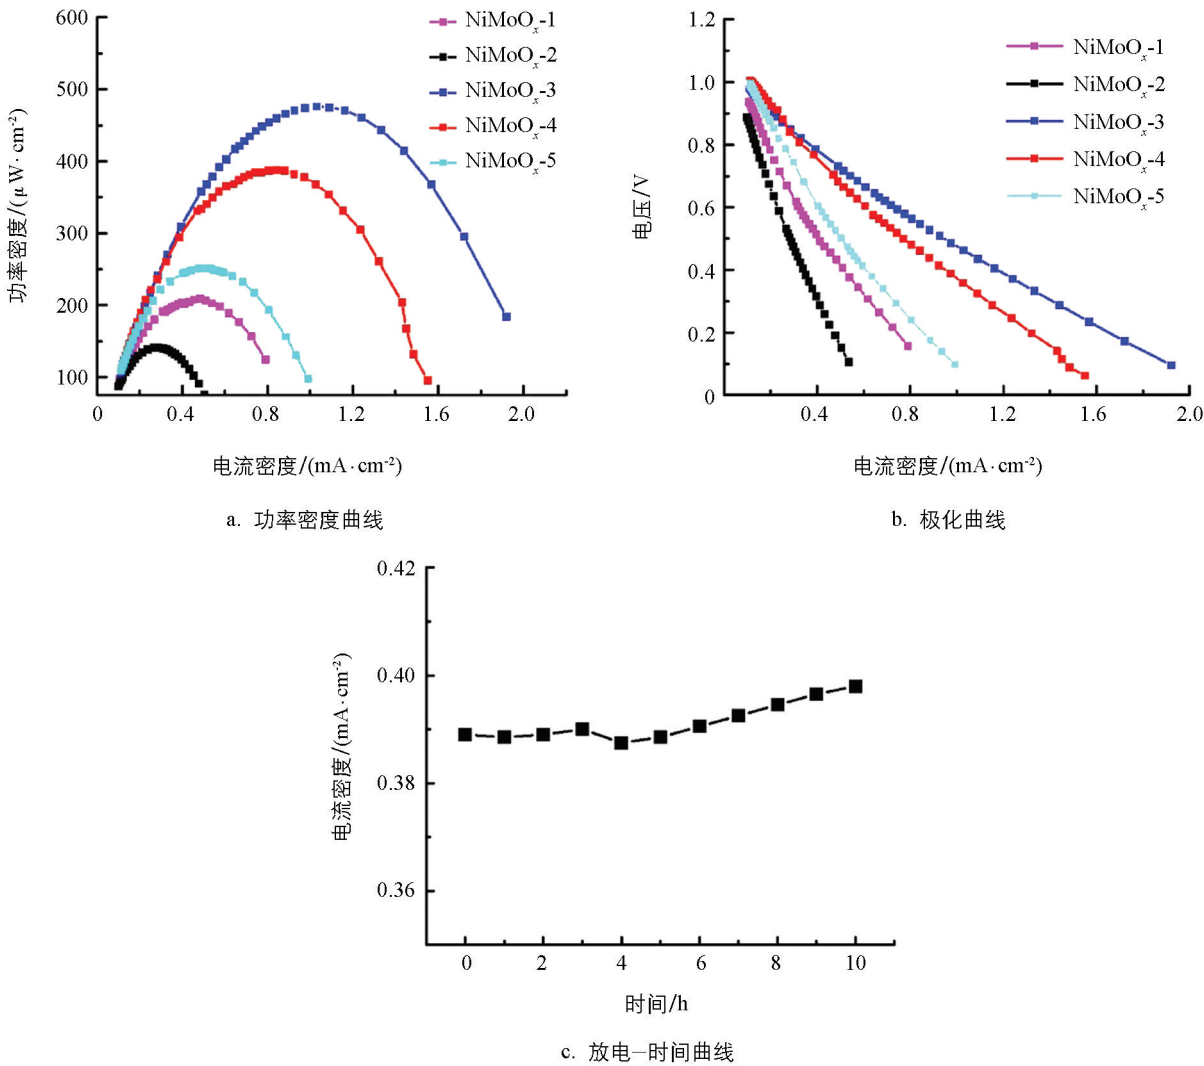 600
500
400
300
200
100
0
0.4
0.8
1.2
1.6
2.0
功率密度/(μW·cm⁻²)
NiMoOₓ-1
NiMoOₓ-2
NiMoOₓ-3
NiMoOₓ-4
NiMoOₓ-5
电流密度/(mA·cm⁻²)
a. 功率密度曲线
1.2
1.0
0.8
0.6
0.4
0.2
0
0.4
0.8
1.2
1.6
2.0
电压/V
NiMoOₓ-1
NiMoOₓ-2
NiMoOₓ-3
NiMoOₓ-4
NiMoOₓ-5
电流密度/(mA·cm⁻²)
b. 极化曲线
0.42
0.40
0.38
0.36
0
2
4
6
8
10
电流密度/(mA·cm⁻²)
时间/h
c. 放电—时间曲线